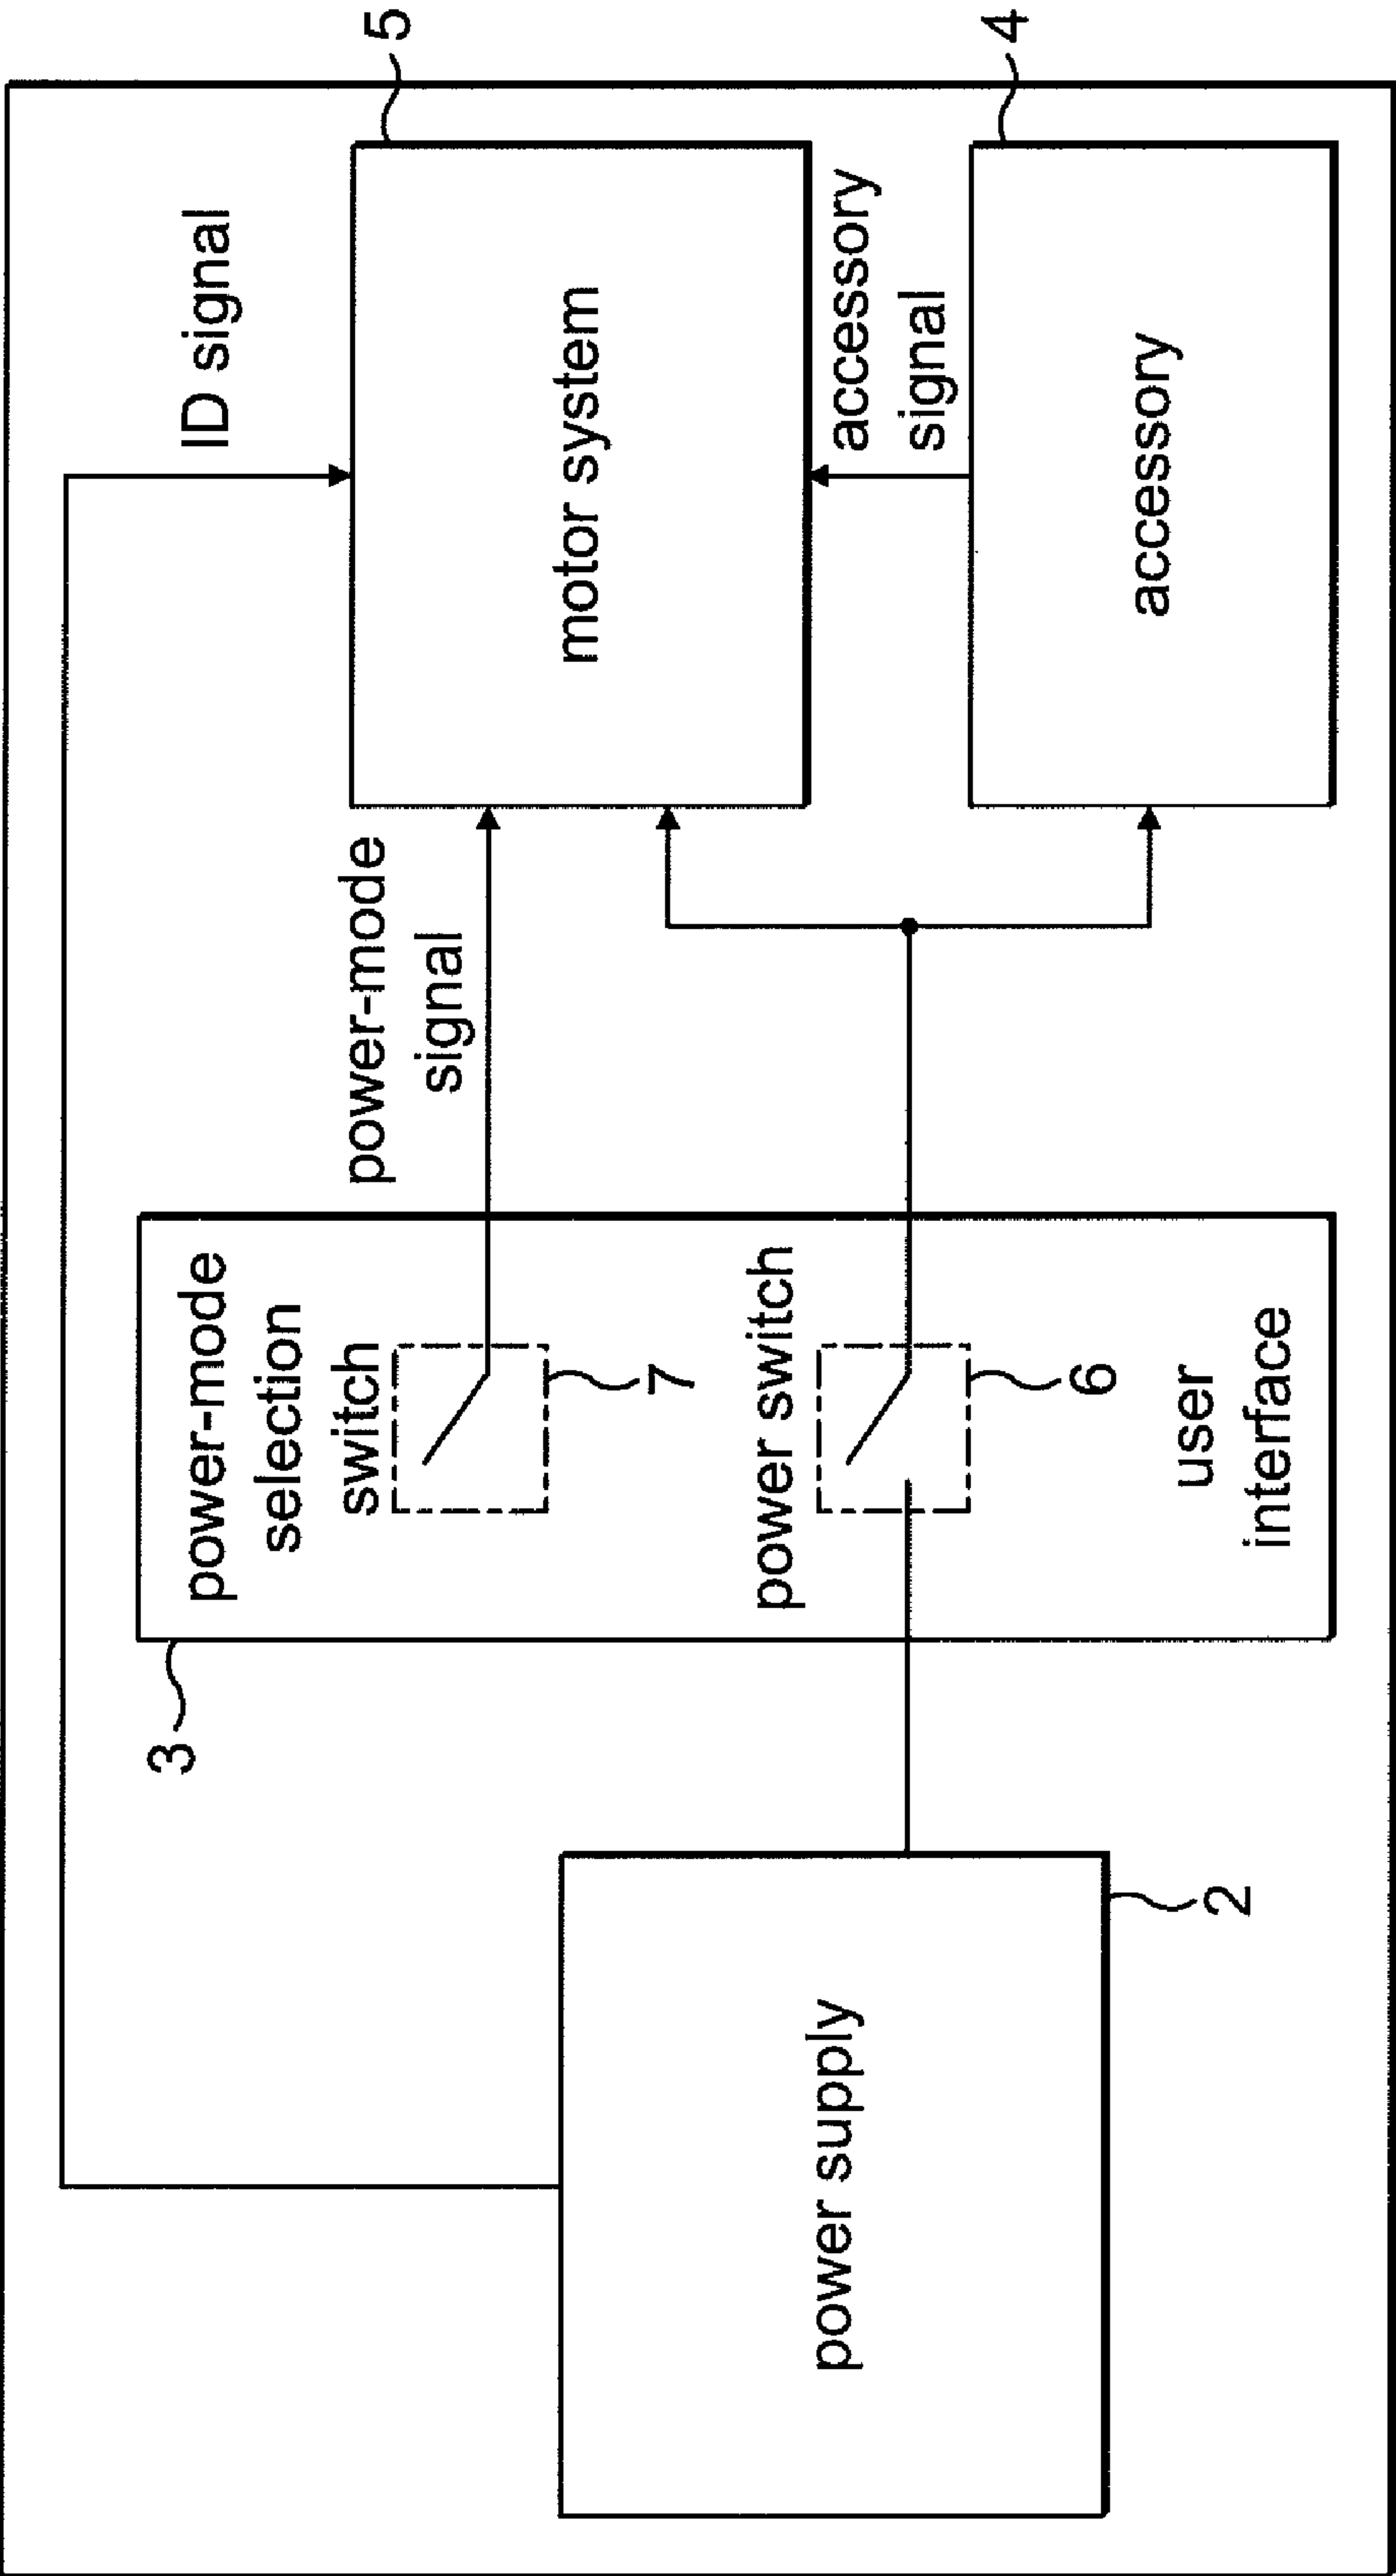 ID signal
5
motor system
accessory
signal
4
accessory
power-mode
signal
3
power-mode
selection
switch
7
power switch
6
user
interface
power supply
2